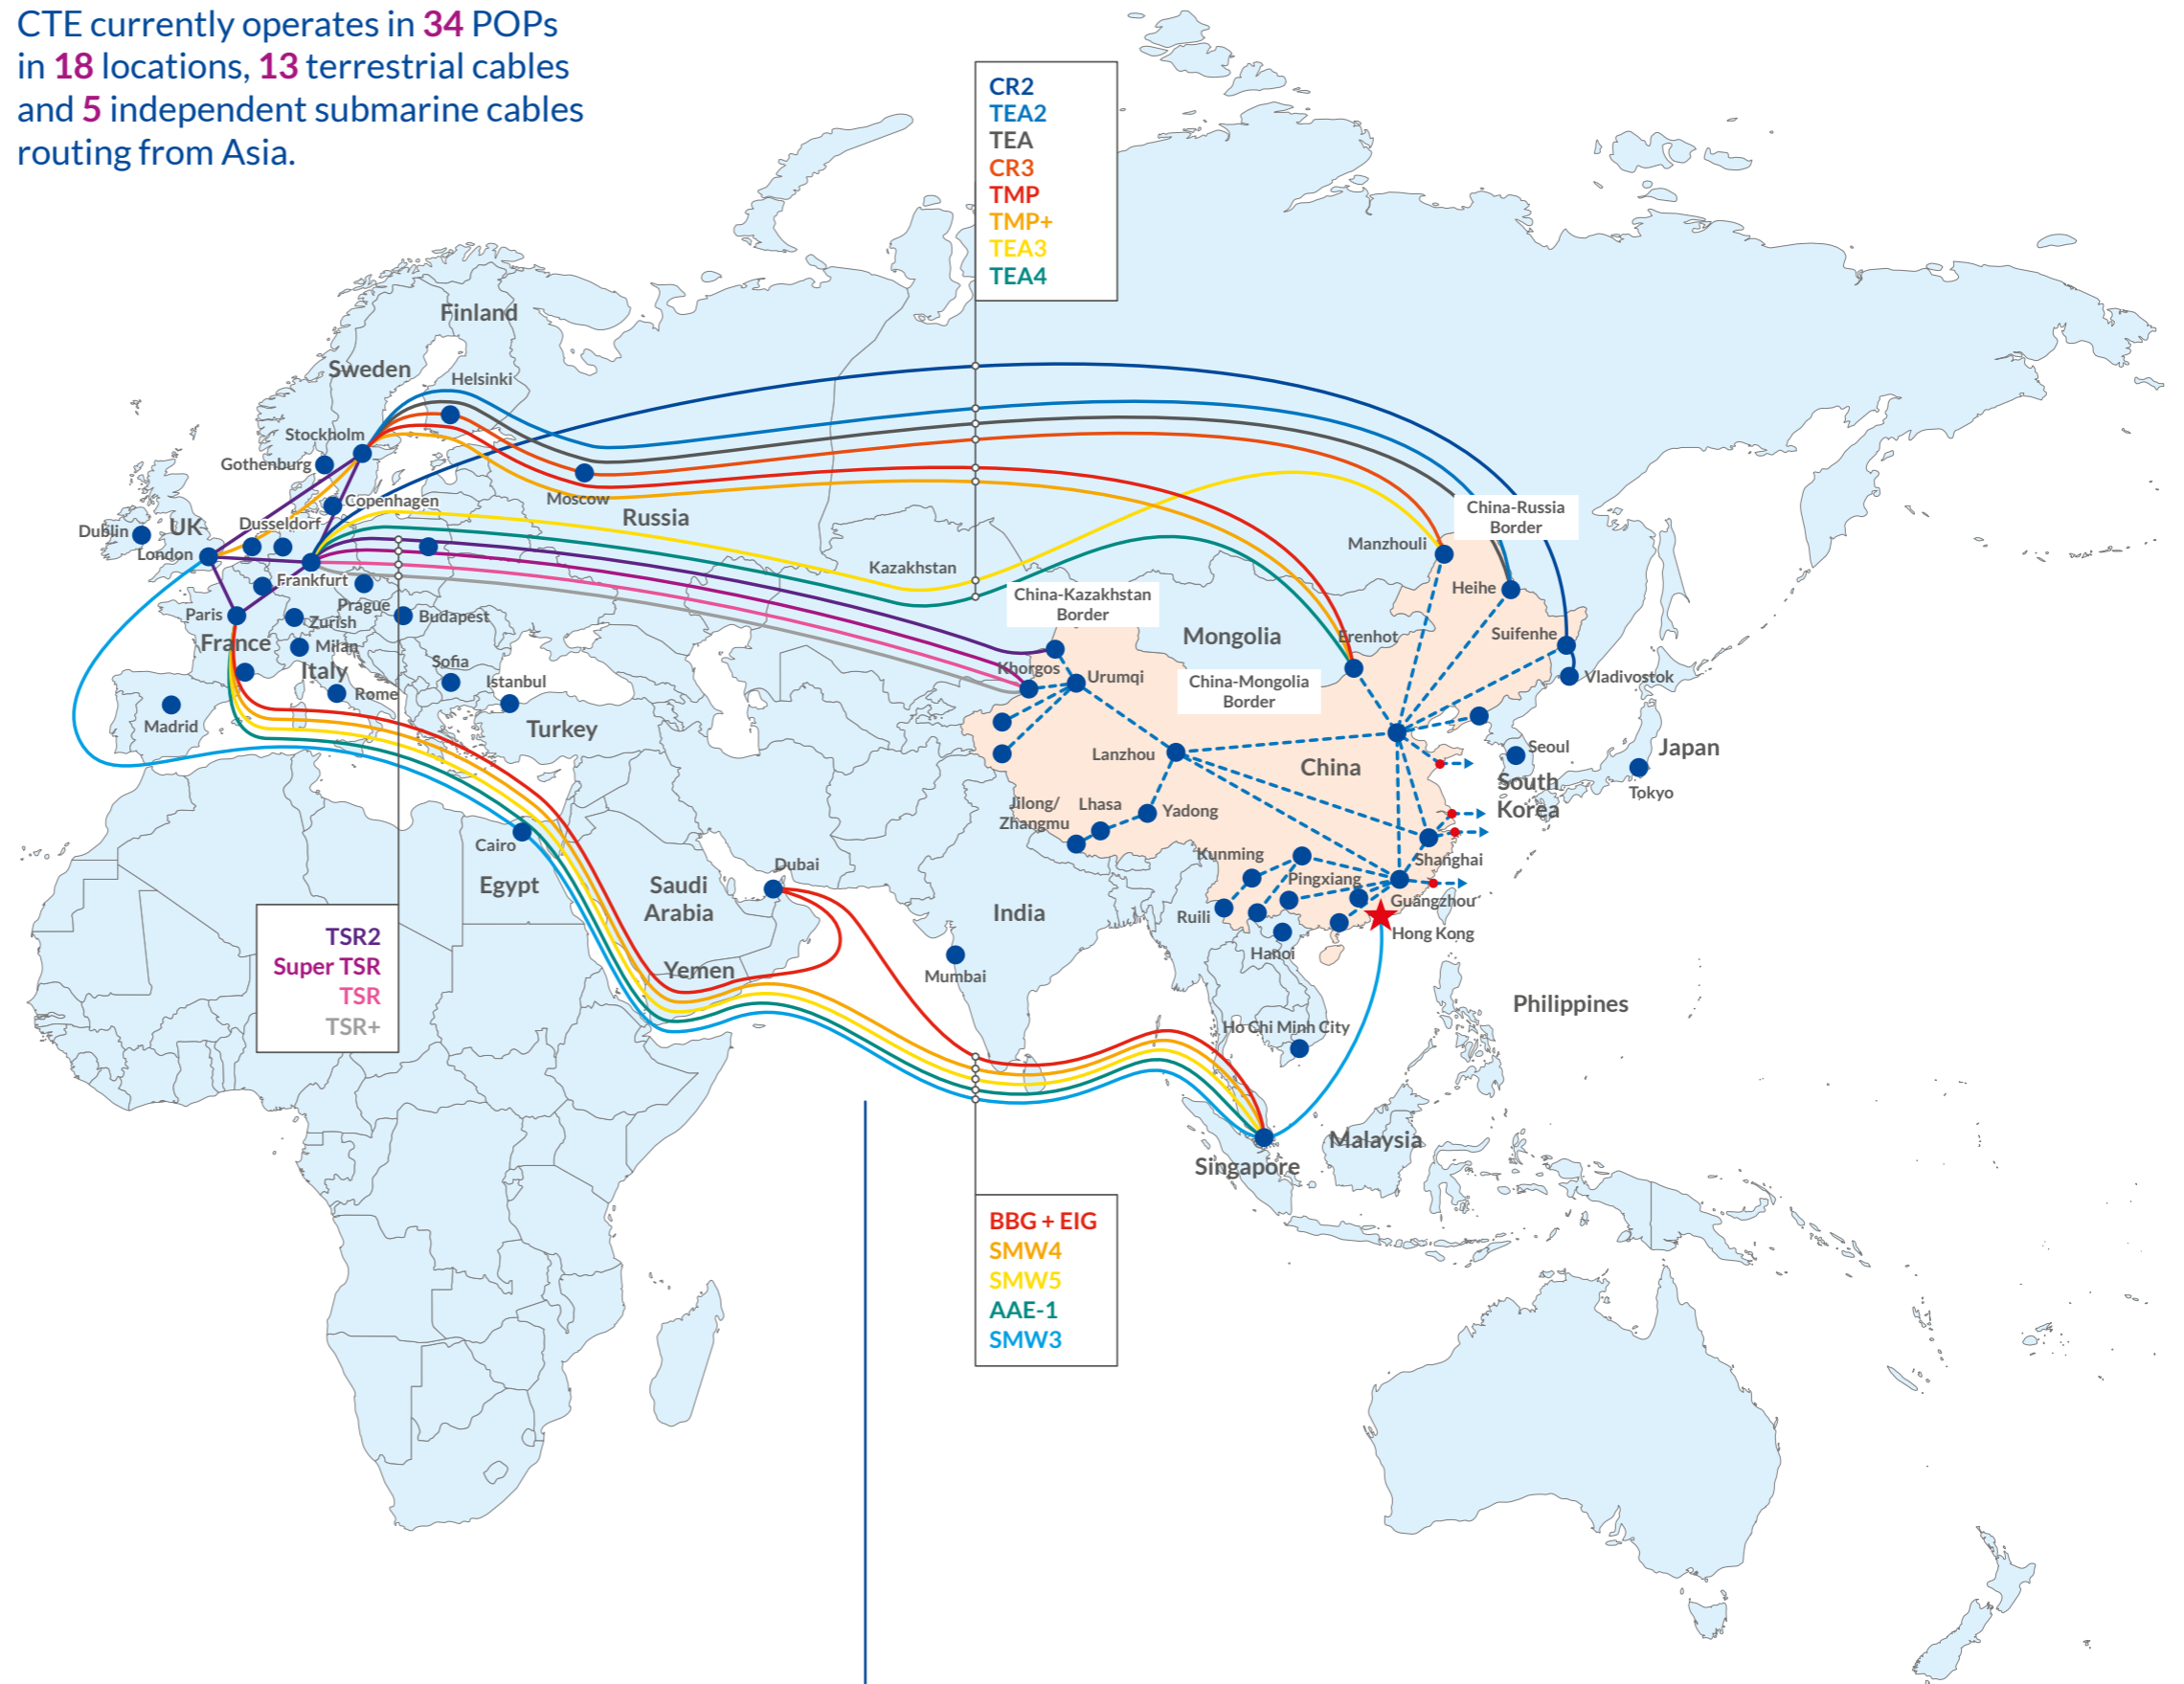 CTE currently operates in 34 POPs
in 18 locations, 13 terrestrial cables
and 5 independent submarine cables
routing from Asia.
CR2
TEA2
TEA
CR3
TMP
TMP+
TEA3
TEA4
Finland
Sweden
Helsinki
Stockholm
Gothenburg
Copenhagen
Moscow
Russia
Dublin
UK
Dusseldorf
London
Frankfurt
Prague
Paris
Zurish
Budapest
France
Milan
Italy
Rome
Sofia
Istanbul
Madrid
Turkey
Kazakhstan
China-Kazakhstan
Border
China-Russia
Border
Manzhouli
Heihe
Mongolia
Erenhot
Suifenhe
Khorgos
Urumqi
China-Mongolia
Border
Vladivostok
Lanzhou
China
Seoul
Japan
South
Korea
Tokyo
Jilong/
Zhangmu
Lhasa
Yadong
Cairo
Egypt
Dubai
Saudi
Arabia
Yemen
India
Mumbai
Kunming
Shanghai
Pingxiang
Guangzhou
Ruili
Hong Kong
Hanoi
Philippines
Ho Chi Minh City
TSR2
Super TSR
TSR
TSR+
Malaysia
Singapore
BBG + EIG
SMW4
SMW5
AAE-1
SMW3